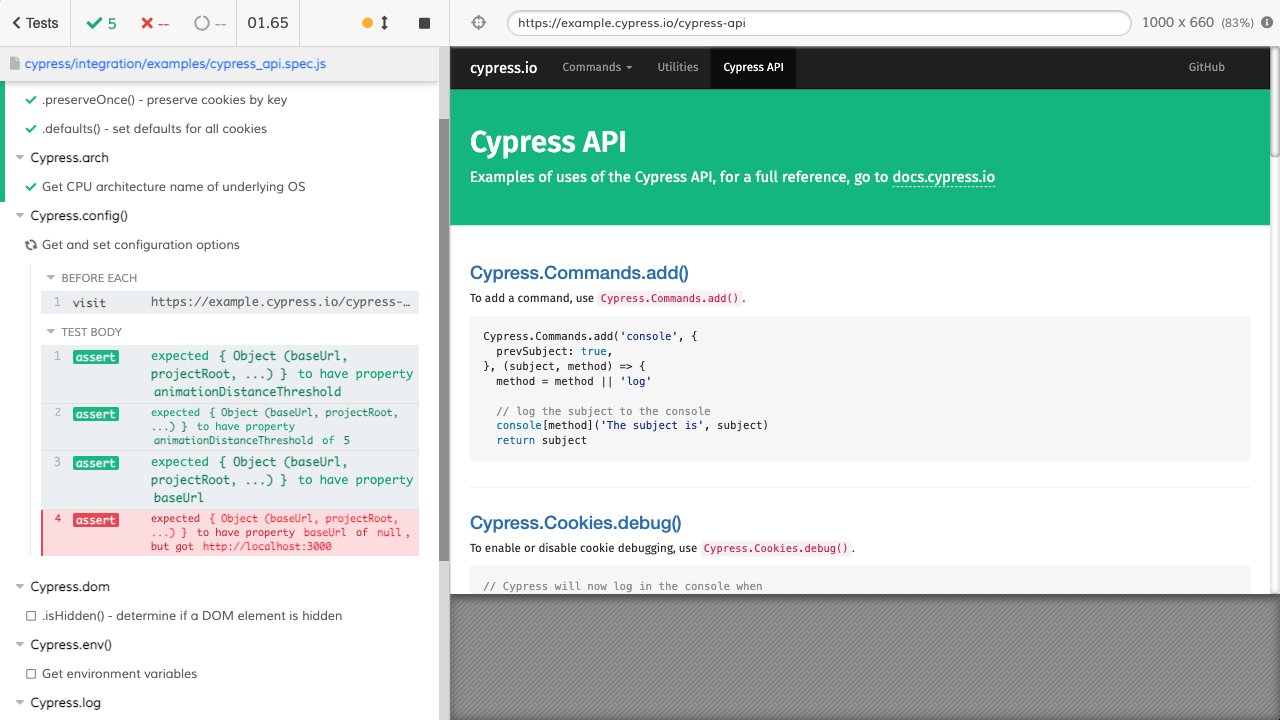 Tests
5
--
--
01.65
https://example.cypress.io/cypress-api
1000 x 660 (83%)
cypress/integration/examples/cypress_api.spec.js
.preserveOnce() - preserve cookies by key
.defaults() - set defaults for all cookies
Cypress.arch
Get CPU architecture name of underlying OS
Cypress.config()
Get and set configuration options
BEFORE EACH
1 visit https://example.cypress.io/cypress-…
TEST BODY
1 assert expected { Object (baseUrl,
projectRoot, ...) } to have property
animationDistanceThreshold
2 assert expected { Object (baseUrl, projectRoot,
...) } to have property
animationDistanceThreshold of 5
3 assert expected { Object (baseUrl,
projectRoot, ...) } to have property
baseUrl
4 assert expected { Object (baseUrl, projectRoot,
...) } to have property baseUrl of null,
but got http://localhost:3000
Cypress.dom
.isHidden() - determine if a DOM element is hidden
Cypress.env()
Get environment variables
Cypress.log
cypress.io Commands Utilities Cypress API GitHub
Cypress API
Examples of uses of the Cypress API, for a full reference, go to docs.cypress.io
Cypress.Commands.add()
To add a command, use Cypress.Commands.add().
Cypress.Commands.add('console', {
prevSubject: true,
}, (subject, method) => {
method = method || 'log'
// log the subject to the console
console[method]('The subject is', subject)
return subject
Cypress.Cookies.debug()
To enable or disable cookie debugging, use Cypress.Cookies.debug().
// Cypress will now log in the console when